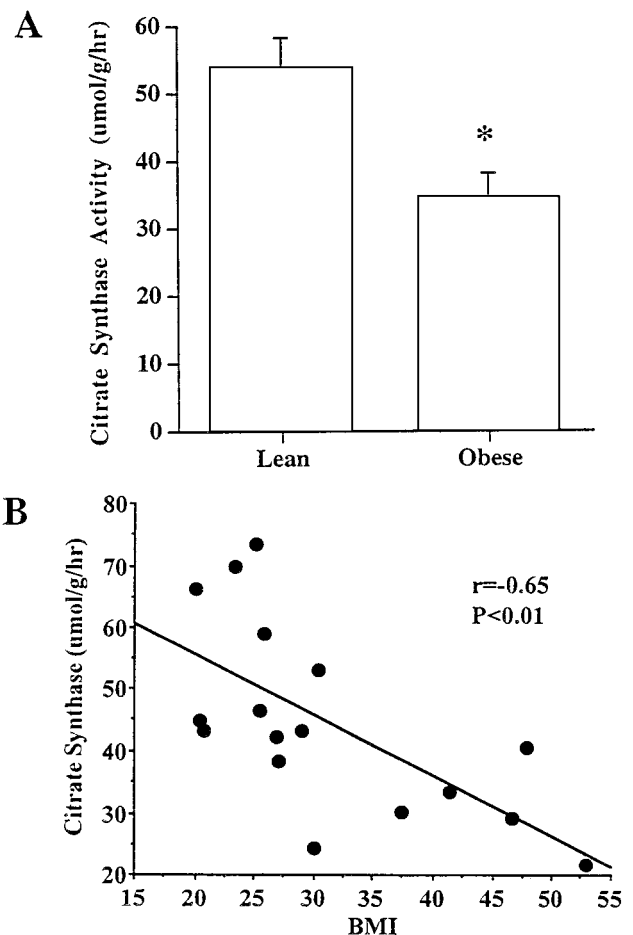 A
Citrate Synthase Activity (umol/g/hr)
60
50
40
30
20
10
0
*
Lean Obese
B
Citrate Synthase (umol/g/hr)
80
70
60
50
40
30
20
r=-0.65
P<0.01
15 20 25 30 35 40 45 50 55
BMI